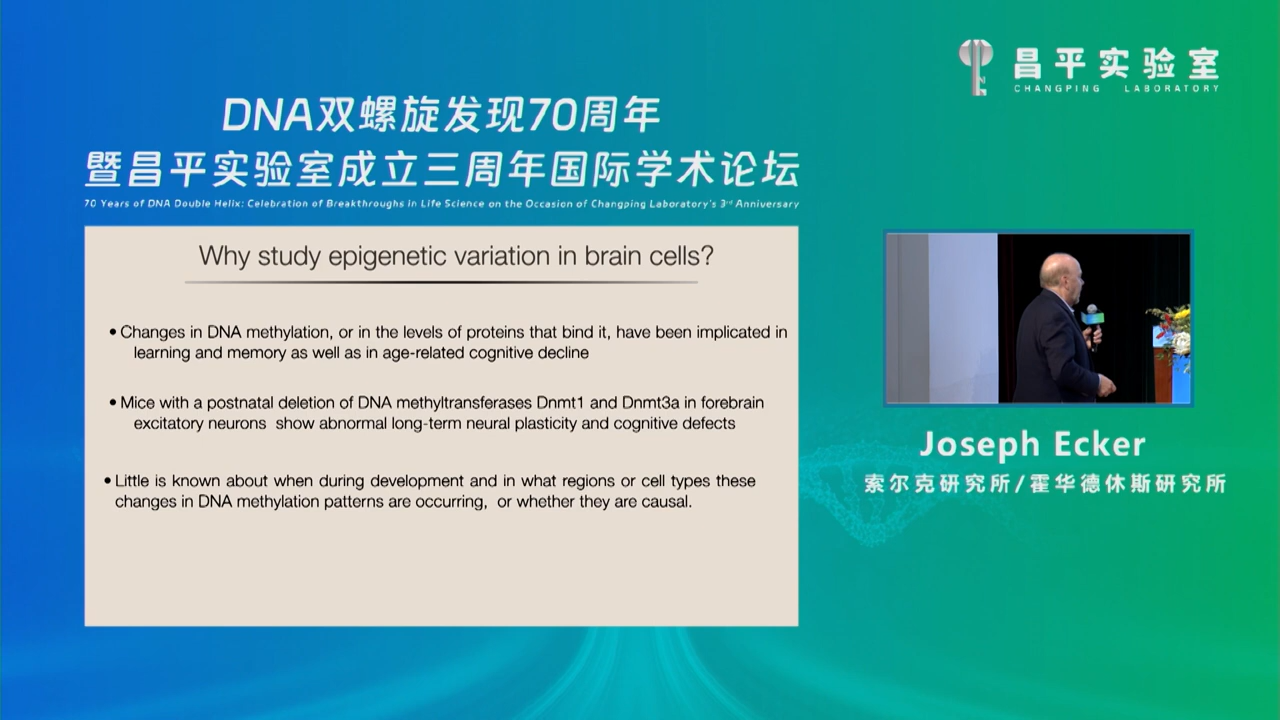 昌平实验室
CHANGPING LABORATORY
DNA双螺旋发现70周年
暨昌平实验室成立三周年国际学术论坛
70 Years of DNA Double Helix: Celebration of Breakthroughs in Life Science on the Occasion of Changping Laboratory's 3rd Anniversary
Why study epigenetic variation in brain cells?
• Changes in DNA methylation, or in the levels of proteins that bind it, have been implicated in
learning and memory as well as in age-related cognitive decline
• Mice with a postnatal deletion of DNA methyltransferases Dnmt1 and Dnmt3a in forebrain
excitatory neurons show abnormal long-term neural plasticity and cognitive defects
• Little is known about when during development and in what regions or cell types these
changes in DNA methylation patterns are occurring, or whether they are causal.
Joseph Ecker
索尔克研究所/霍华德休斯研究所